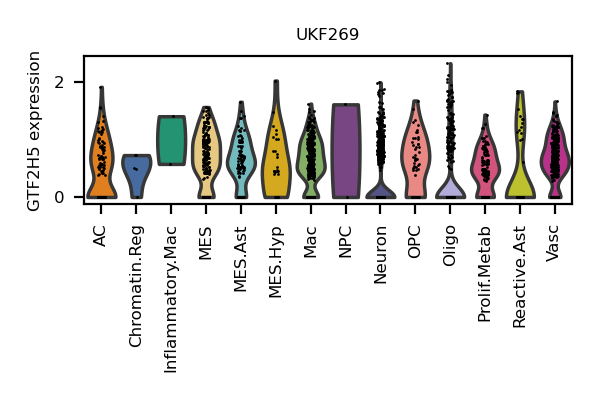 UKF269
GTF2H5 expression
2
0
AC
Chromatin.Reg
Inflammatory.Mac
MES
MES.Ast
MES.Hyp
Mac
NPC
Neuron
OPC
Oligo
Prolif.Metab
Reactive.Ast
Vasc